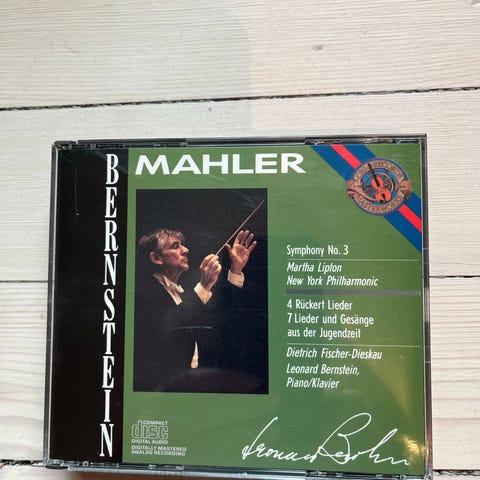 BERNSTEIN
MAHLER
Symphony No. 3
Martha Lipton
New York Philharmonic
4 Rückert Lieder
7 Lieder und Gesänge
aus der Jugendzeit
Dietrich Fischer-Dieskau
Leonard Bernstein,
Piano/Klavier
COMPACT
disc
DIGITAL AUDIO
DIGITALLY MASTERED
ANALOG RECORDING